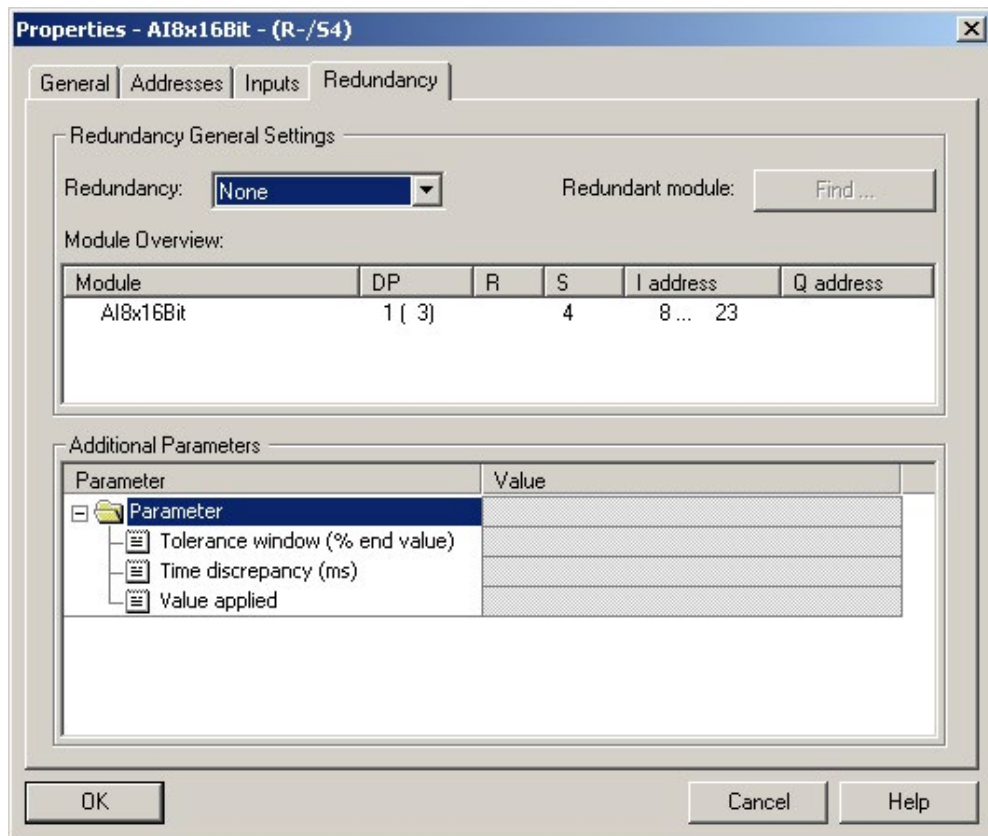 Properties - AI8x16Bit - (R-/S4)
General Addresses Inputs Redundancy
Redundancy General Settings
Redundancy: None Redundant module: Find ...
Module Overview:
Module DP R S I address Q address
AI8x16Bit 1 ( 3) 4 8 ... 23
Additional Parameters
Parameter Value
Parameter
Tolerance window (% end value)
Time discrepancy (ms)
Value applied
OK Cancel Help